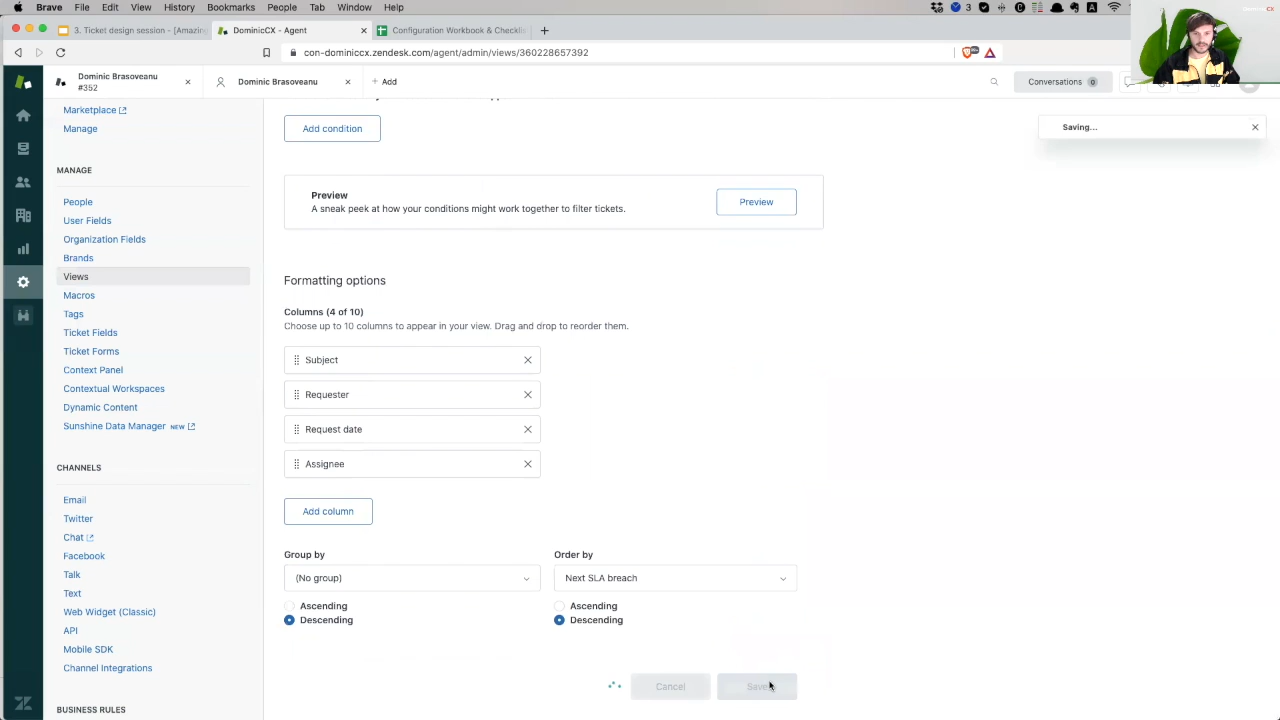 Brave File Edit View History Bookmarks People Tab Window Help
3. Ticket design session - [Amazing
DominicCX
Configuration Workbook & Checkli
con-dominiccx.zendesk.com/agent/admin/views/360228657392
Dominic Brasoveanu
#352
Dominic Brasoveanu
+ Add
Conversations 0
Marketplace
Manage
MANAGE
People
User Fields
Organization Fields
Brands
Views
Macros
Tags
Ticket Fields
Ticket Forms
Context Panel
Contextual Workspaces
Dynamic Content
Sunshine Data Manager NEW
CHANNELS
Email
Twitter
Chat
Facebook
Talk
Text
Web Widget (Classic)
API
Mobile SDK
Channel Integrations
BUSINESS RULES
Add condition
Preview
A sneak peek at how your conditions might work together to filter tickets.
Preview
Formatting options
Columns (4 of 10)
Choose up to 10 columns to appear in your view. Drag and drop to reorder them.
Subject
Requester
Request date
Assignee
Add column
Group by
(No group)
Ascending
Descending
Order by
Next SLA breach
Ascending
Descending
Cancel
Save
Saving...